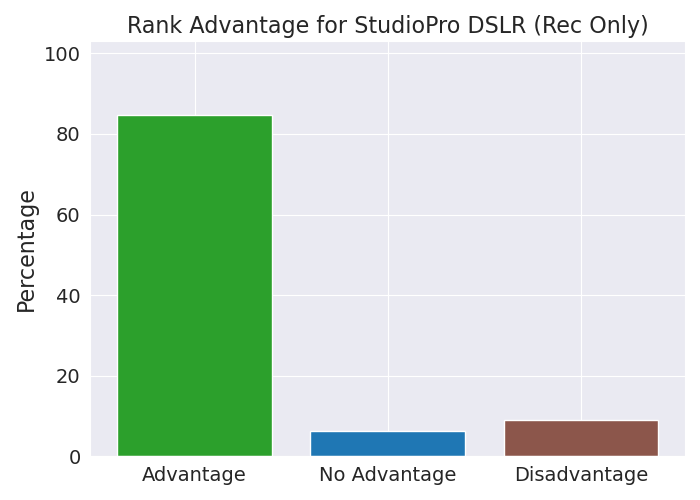 Rank Advantage for StudioPro DSLR (Rec Only)
Percentage
100
80
60
40
20
0
Advantage
No Advantage
Disadvantage